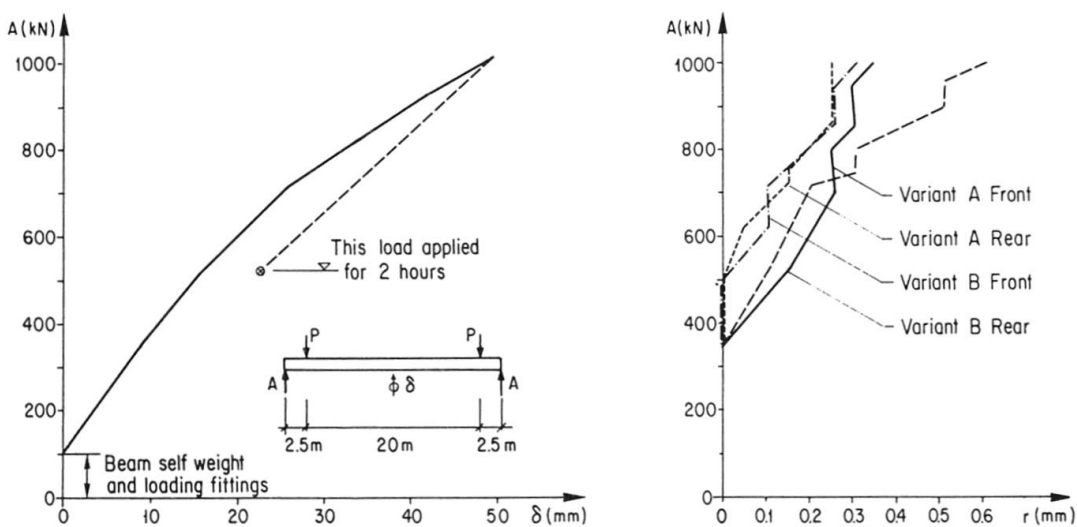 A(kN)
1000
800
600
400
200
0
This load applied
for 2 hours
P
P
A
δ
A
2.5m
20m
2.5m
Beam self weight
and loading fittings
0
10
20
30
40
50
δ(mm)
A(kN)
1000
800
600
400
200
0
Variant A Front
Variant A Rear
Variant B Front
Variant B Rear
0
0.1
0.2
0.3
0.4
0.5
0.6
r(mm)